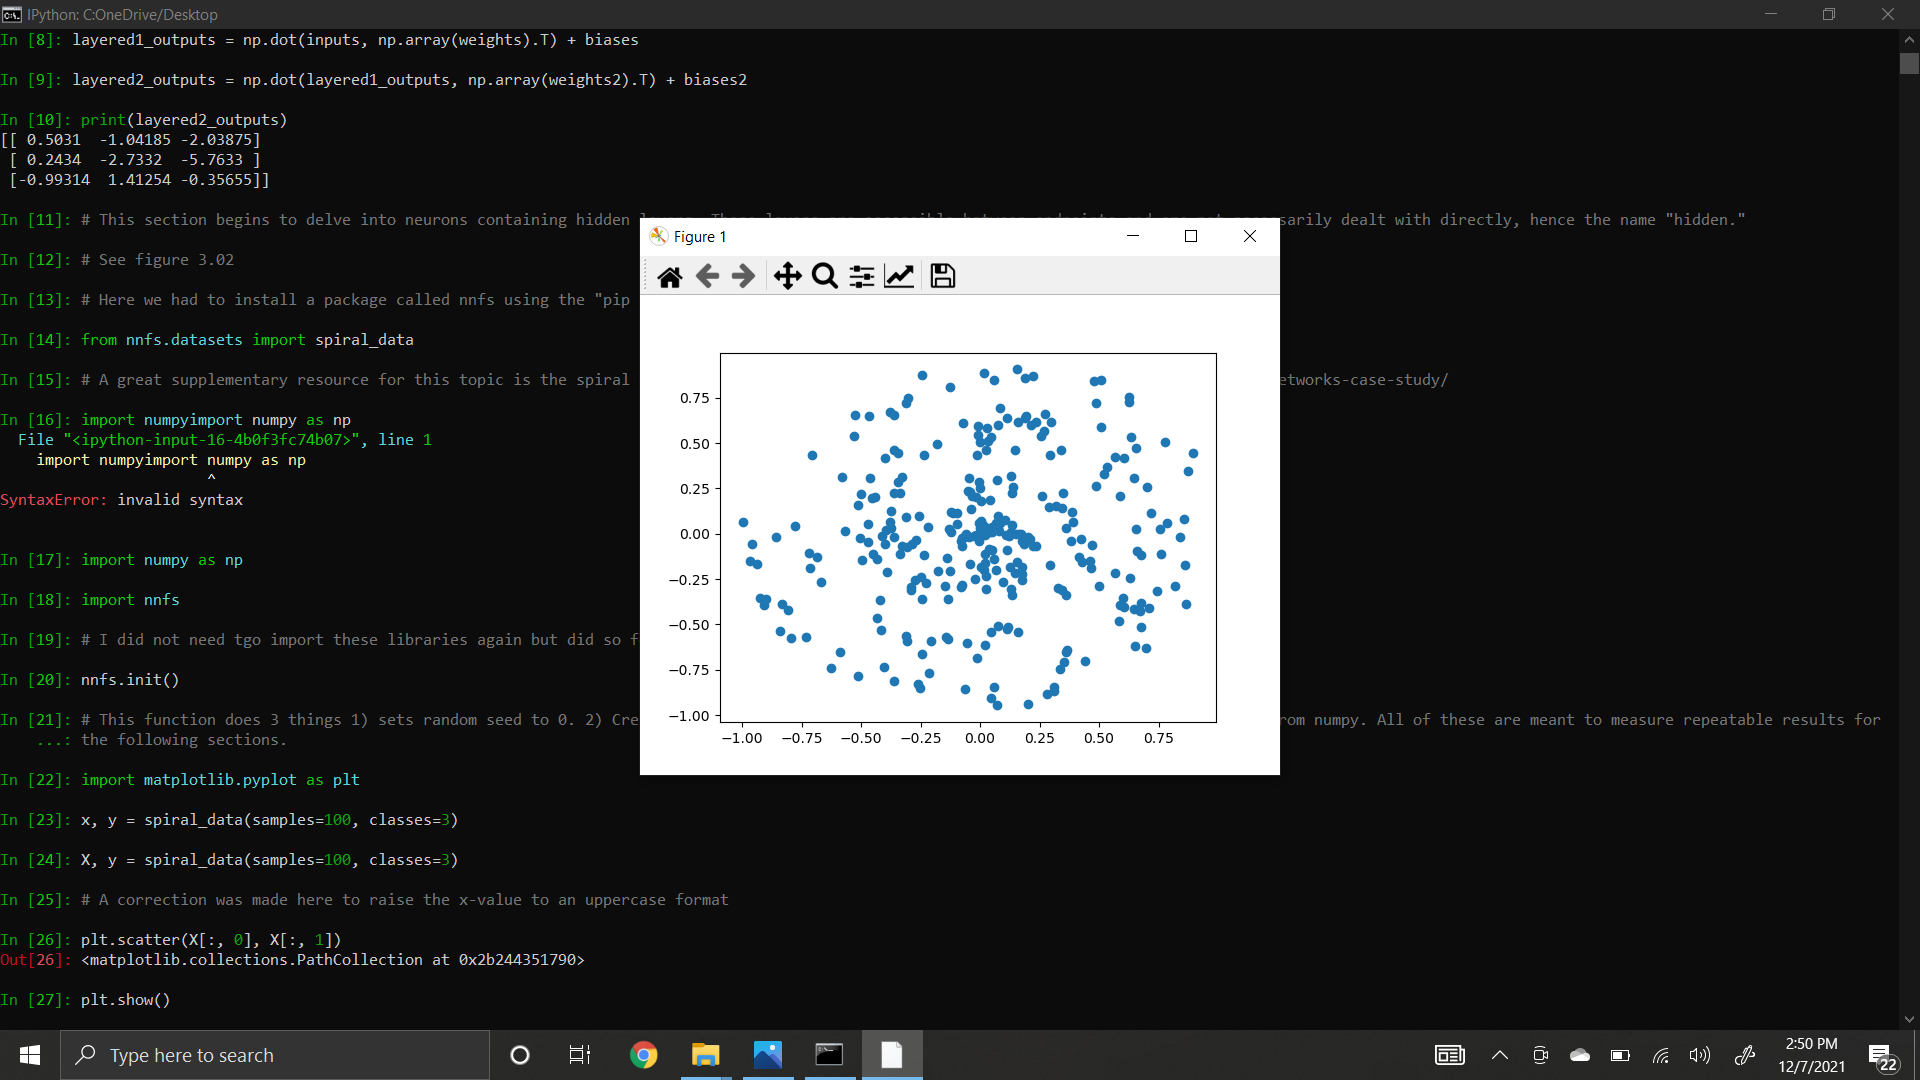 IPython: C:OneDrive/Desktop
In [8]: layered1_outputs = np.dot(inputs, np.array(weights).T) + biases
In [9]: layered2_outputs = np.dot(layered1_outputs, np.array(weights2).T) + biases2
In [10]: print(layered2_outputs)
[[ 0.5031  -1.04185 -2.03875]
 [ 0.2434  -2.7332  -5.7633 ]
 [-0.99314  1.41254 -0.35655]]
In [11]: # This section begins to delve into neurons containing hidden sarily dealt with directly, hence the name "hidden."
In [12]: # See figure 3.02
In [13]: # Here we had to install a package called nnfs using the "pip
In [14]: from nnfs.datasets import spiral_data
In [15]: # A great supplementary resource for this topic is the spiral etworks-case-study/
In [16]: import numpyimport numpy as np
  File "<ipython-input-16-4b0f3fc74b07>", line 1
    import numpyimport numpy as np
                       ^
SyntaxError: invalid syntax
In [17]: import numpy as np
In [18]: import nnfs
In [19]: # I did not need tgo import these libraries again but did so f
In [20]: nnfs.init()
In [21]: # This function does 3 things 1) sets random seed to 0. 2) Cre rom numpy. All of these are meant to measure repeatable results for
    ...: the following sections.
In [22]: import matplotlib.pyplot as plt
In [23]: x, y = spiral_data(samples=100, classes=3)
In [24]: X, y = spiral_data(samples=100, classes=3)
In [25]: # A correction was made here to raise the x-value to an uppercase format
In [26]: plt.scatter(X[:, 0], X[:, 1])
Out[26]: <matplotlib.collections.PathCollection at 0x2b244351790>
In [27]: plt.show()
Figure 1
0.75
0.50
0.25
0.00
−0.25
−0.50
−0.75
−1.00
−1.00 −0.75 −0.50 −0.25 0.00 0.25 0.50 0.75
Type here to search
2:50 PM
12/7/2021
22